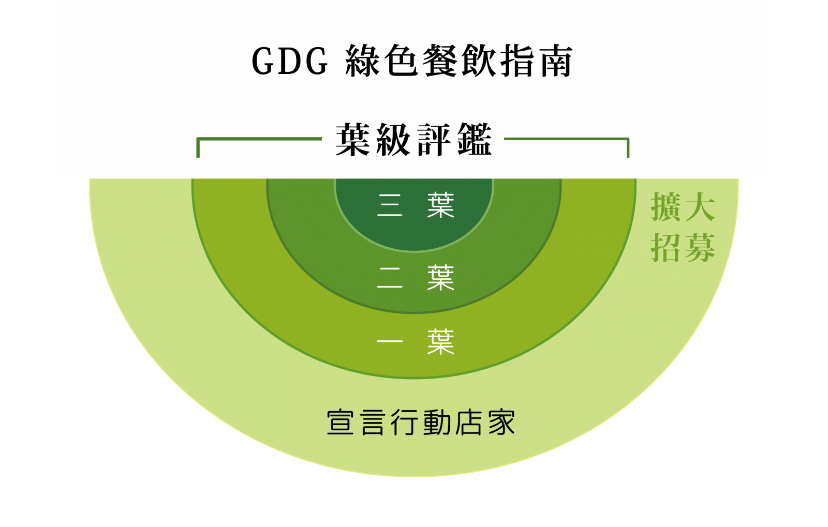 GDG 綠色餐飲指南
葉級評鑑
三 葉
擴大
招募
二 葉
一 葉
宣言行動店家